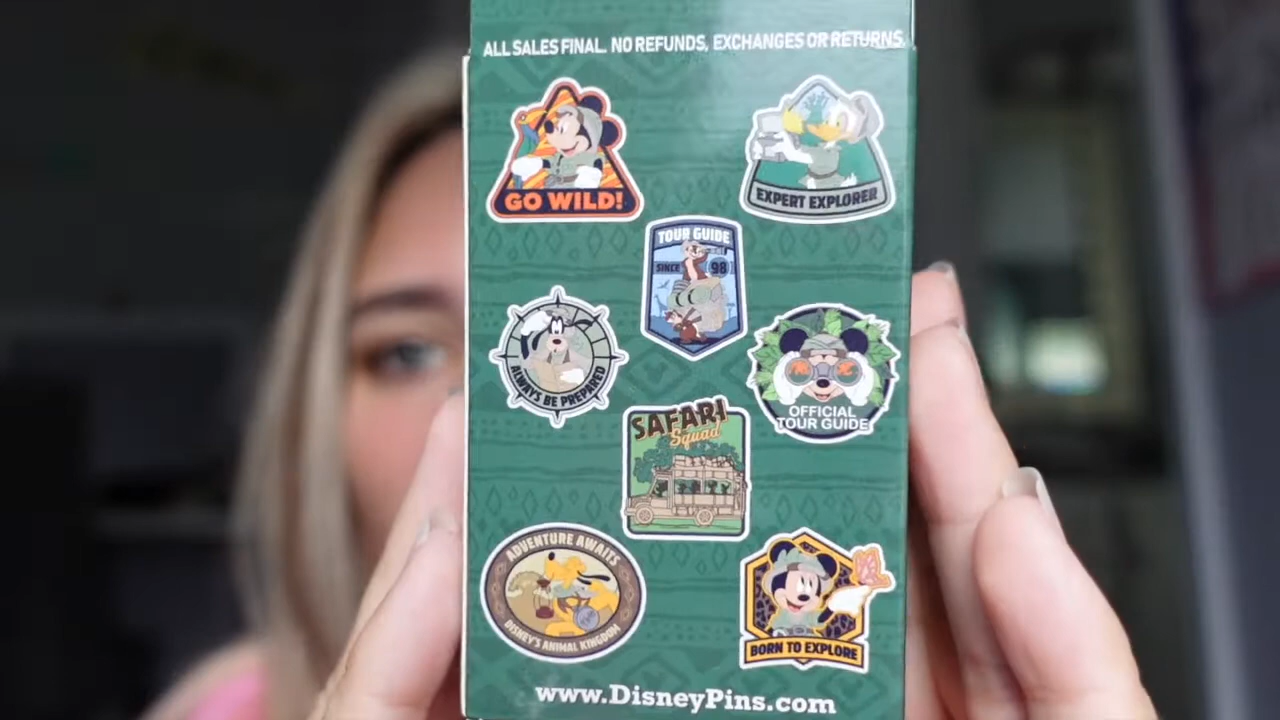 ALL SALES FINAL. NO REFUNDS, EXCHANGES OR RETURNS.
GO WILD!
EXPERT EXPLORER
TOUR GUIDE
SINCE 98
ALWAYS BE PREPARED
OFFICIAL
TOUR GUIDE
SAFARI
Squad
ADVENTURE AWAITS
DISNEY'S ANIMAL KINGDOM
BORN TO EXPLORE
www.DisneyPins.com